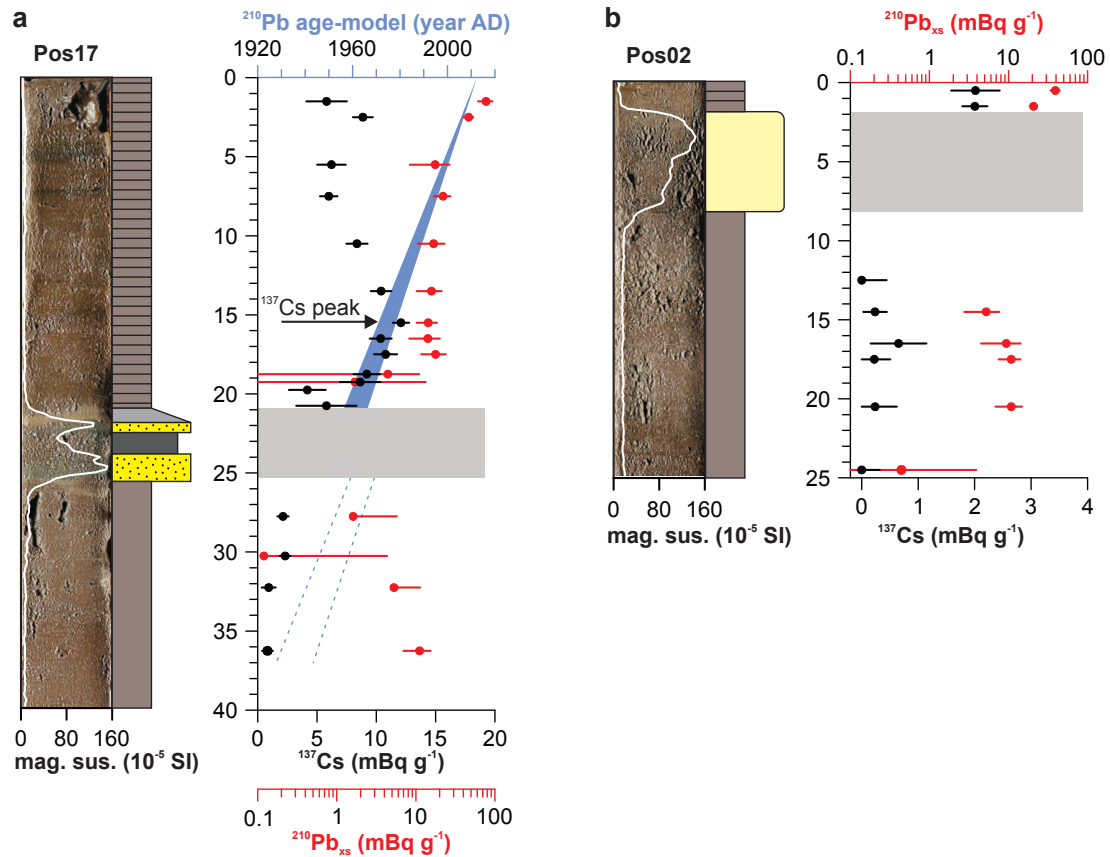 a
Pos17
²¹⁰Pb age-model (year AD)
1920 1960 2000
0
5
10
15
20
25
30
35
40
¹³⁷Cs peak
0 80 160
mag. sus. (10⁻⁵ SI)
0 5 10 15 20
¹³⁷Cs (mBq g⁻¹)
0.1 1 10 100
²¹⁰Pbₓₛ (mBq g⁻¹)
b
Pos02
²¹⁰Pbₓₛ (mBq g⁻¹)
0.1 1 10 100
0
5
10
15
20
25
0 80 160
mag. sus. (10⁻⁵ SI)
0 1 2 3 4
¹³⁷Cs (mBq g⁻¹)